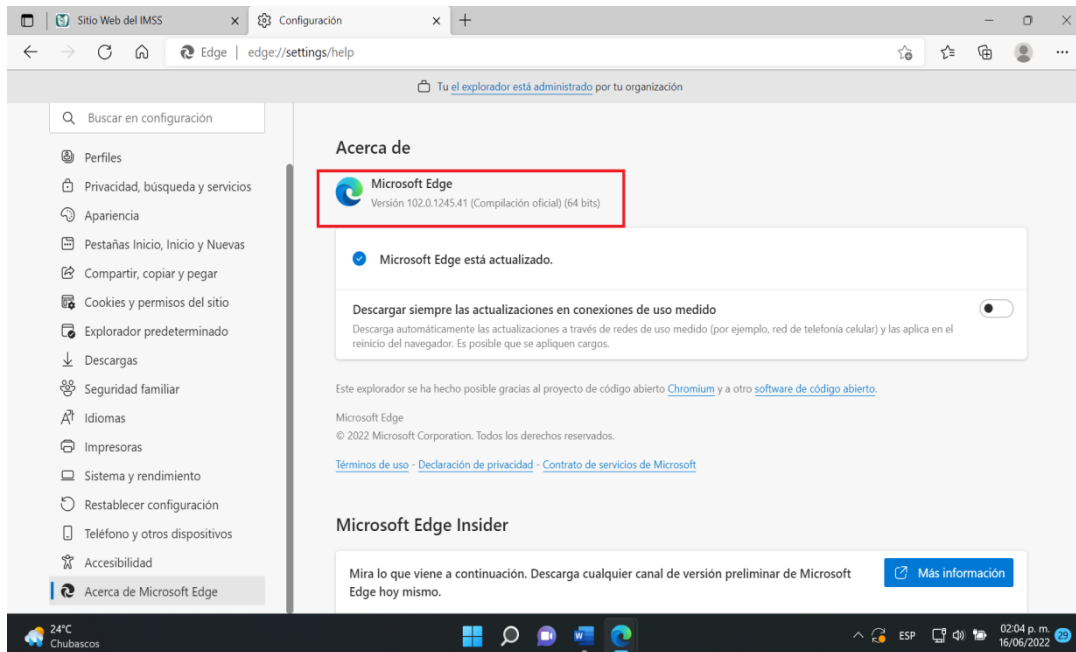 Sitio Web del IMSS
Configuración
Edge
edge://settings/help
Tu el explorador está administrado por tu organización
Buscar en configuración
Perfiles
Privacidad, búsqueda y servicios
Apariencia
Pestañas Inicio, Inicio y Nuevas
Compartir, copiar y pegar
Cookies y permisos del sitio
Explorador predeterminado
Descargas
Seguridad familiar
Idiomas
Impresoras
Sistema y rendimiento
Restablecer configuración
Teléfono y otros dispositivos
Accesibilidad
Acerca de Microsoft Edge
Acerca de
Microsoft Edge
Versión 102.0.1245.41 (Compilación oficial) (64 bits)
Microsoft Edge está actualizado.
Descargar siempre las actualizaciones en conexiones de uso medido
Descarga automáticamente las actualizaciones a través de redes de uso medido (por ejemplo, red de telefonía celular) y las aplica en el
reinicio del navegador. Es posible que se apliquen cargos.
Este explorador se ha hecho posible gracias al proyecto de código abierto Chromium y a otro software de código abierto.
Microsoft Edge
© 2022 Microsoft Corporation. Todos los derechos reservados.
Términos de uso - Declaración de privacidad - Contrato de servicios de Microsoft
Microsoft Edge Insider
Mira lo que viene a continuación. Descarga cualquier canal de versión preliminar de Microsoft
Edge hoy mismo.
Más información
24°C
Chubascos
ESP
02:04 p. m.
16/06/2022
29